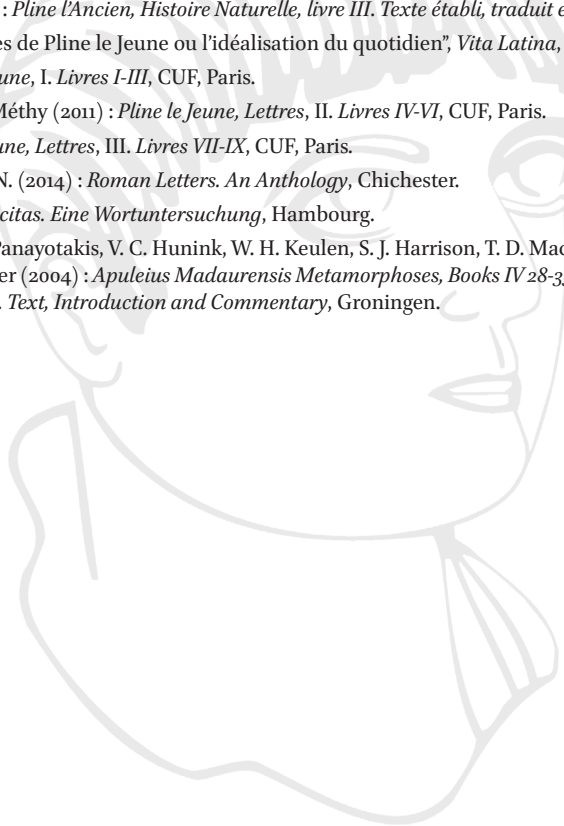 : Pline l’Ancien, Histoire Naturelle, livre III. Texte établi, traduit e
es de Pline le Jeune ou l’idéalisation du quotidien”, Vita Latina,
une, I. Livres I-III, CUF, Paris.
Méthy (2011) : Pline le Jeune, Lettres, II. Livres IV-VI, CUF, Paris.
une, Lettres, III. Livres VII-IX, CUF, Paris.
N. (2014) : Roman Letters. An Anthology, Chichester.
citas. Eine Wortuntersuchung, Hambourg.
Panayotakis, V. C. Hunink, W. H. Keulen, S. J. Harrison, T. D. Mac
er (2004) : Apuleius Madaurensis Metamorphoses, Books IV 28-3
. Text, Introduction and Commentary, Groningen.